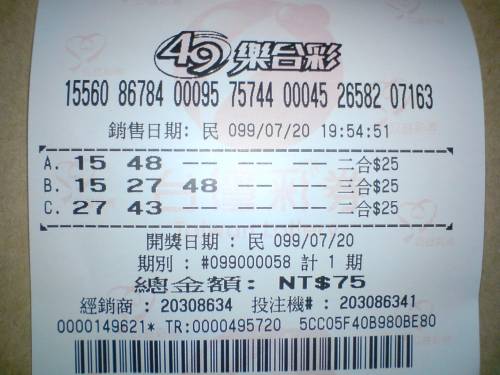 49 樂合彩
15560 86784 00095 75744 00045 26582 07163
銷售日期: 民 099/07/20 19:54:51
A. 15 48 -- -- -- -- 二合$25
B. 15 27 48 -- -- -- 三合$25
C. 27 43 -- -- -- -- 二合$25
開獎日期 : 民 099/07/20
期別 : #099000058 計 1 期
總金額: NT$75
經銷商 : 20308634 投注機# : 203086341
0000149621* TR:0000495720 5CC05F40B980BE80